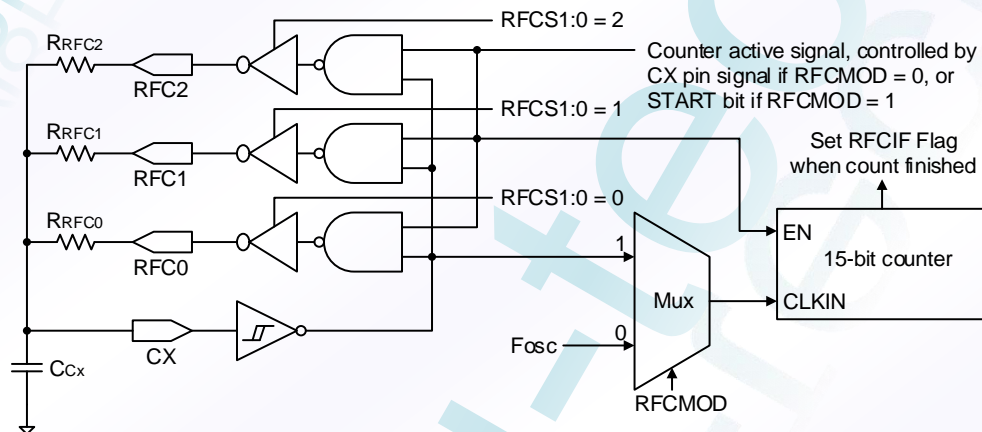 RFCS1:0 = 2
RRFC2
RFC2
Counter active signal, controlled by
CX pin signal if RFCMOD = 0, or
START bit if RFCMOD = 1
RFCS1:0 = 1
RRFC1
RFC1
Set RFCIF Flag
when count finished
RFCS1:0 = 0
RRFC0
RFC0
EN
15-bit counter
CLKIN
1
Mux
0
Fosc
RFCMOD
CX
CCx